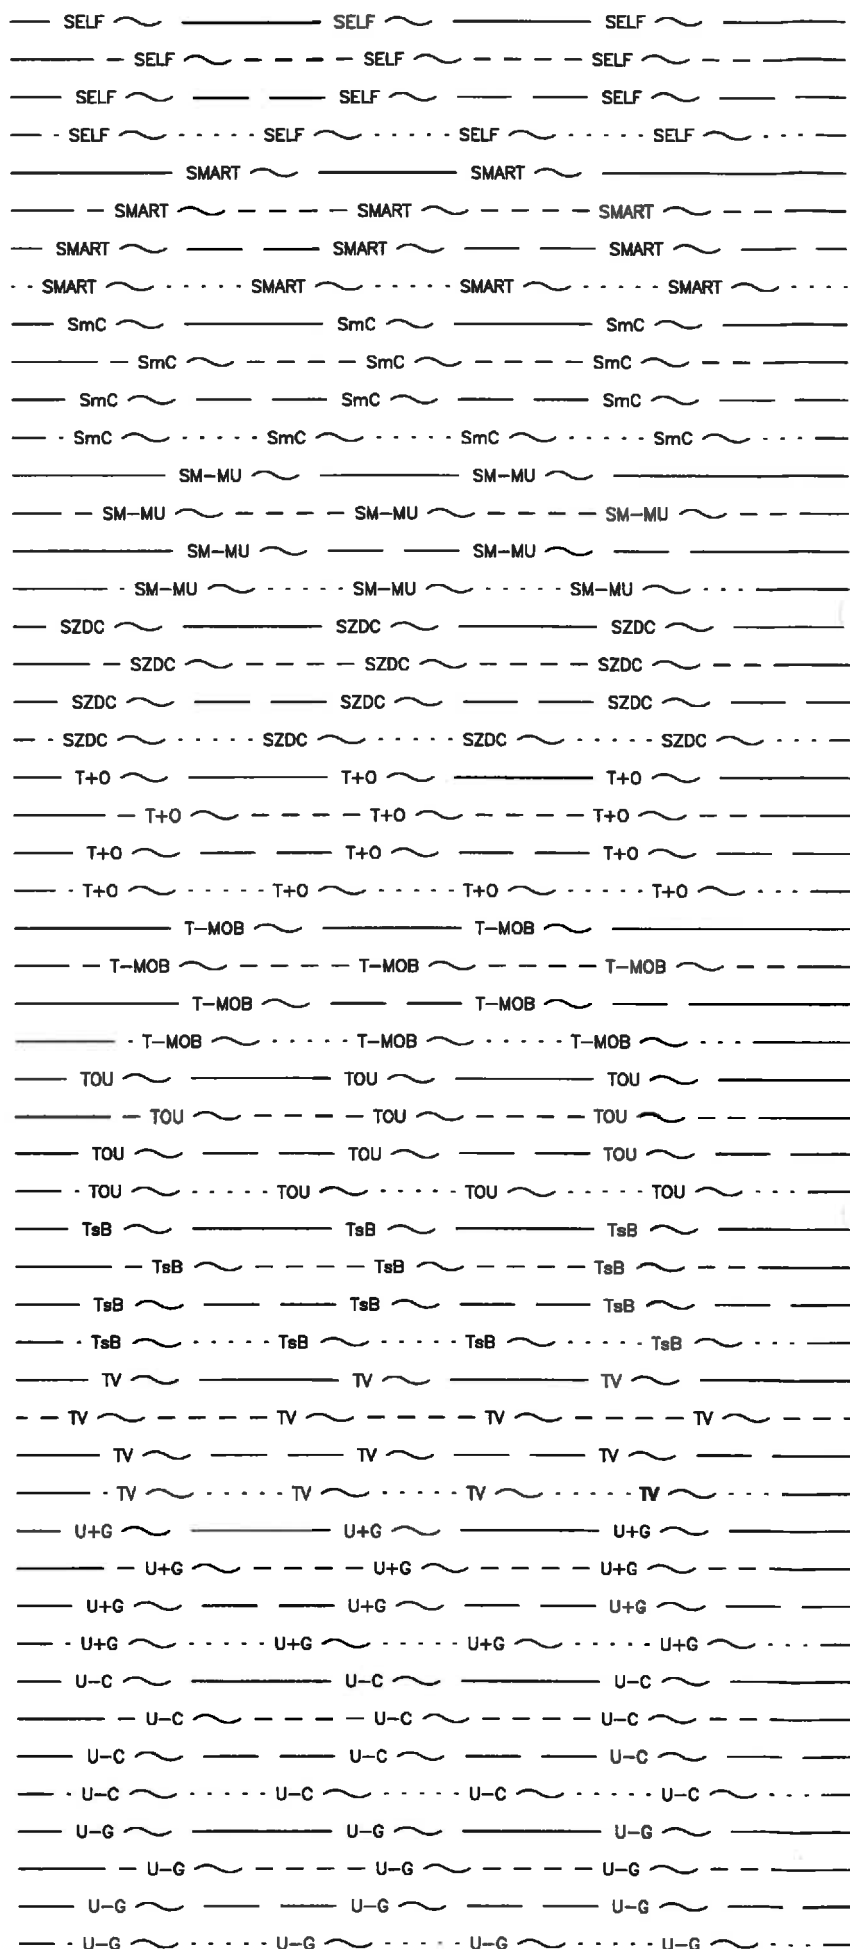 SELF SELF SELF
SELF SELF SELF
SELF SELF SELF
SELF SELF SELF SELF
SMART SMART
SMART SMART SMART
SMART SMART SMART
SMART SMART SMART SMART
SmC SmC SmC
SmC SmC SmC
SmC SmC SmC
SmC SmC SmC SmC
SM-MU SM-MU
SM-MU SM-MU SM-MU
SM-MU SM-MU
SM-MU SM-MU SM-MU
SZDC SZDC SZDC
SZDC SZDC SZDC
SZDC SZDC SZDC
SZDC SZDC SZDC SZDC
T+O T+O T+O
T+O T+O T+O
T+O T+O T+O
T+O T+O T+O T+O
T-MOB T-MOB
T-MOB T-MOB T-MOB
T-MOB T-MOB
T-MOB T-MOB T-MOB
TOU TOU TOU
TOU TOU TOU
TOU TOU TOU
TOU TOU TOU TOU
TsB TsB TsB
TsB TsB TsB
TsB TsB TsB
TsB TsB TsB TsB
TV TV TV
TV TV TV TV
TV TV TV
TV TV TV TV
U+G U+G U+G
U+G U+G U+G
U+G U+G U+G
U+G U+G U+G U+G
U-C U-C U-C
U-C U-C U-C
U-C U-C U-C
U-C U-C U-C U-C
U-G U-G U-G
U-G U-G U-G
U-G U-G U-G
U-G U-G U-G U-G